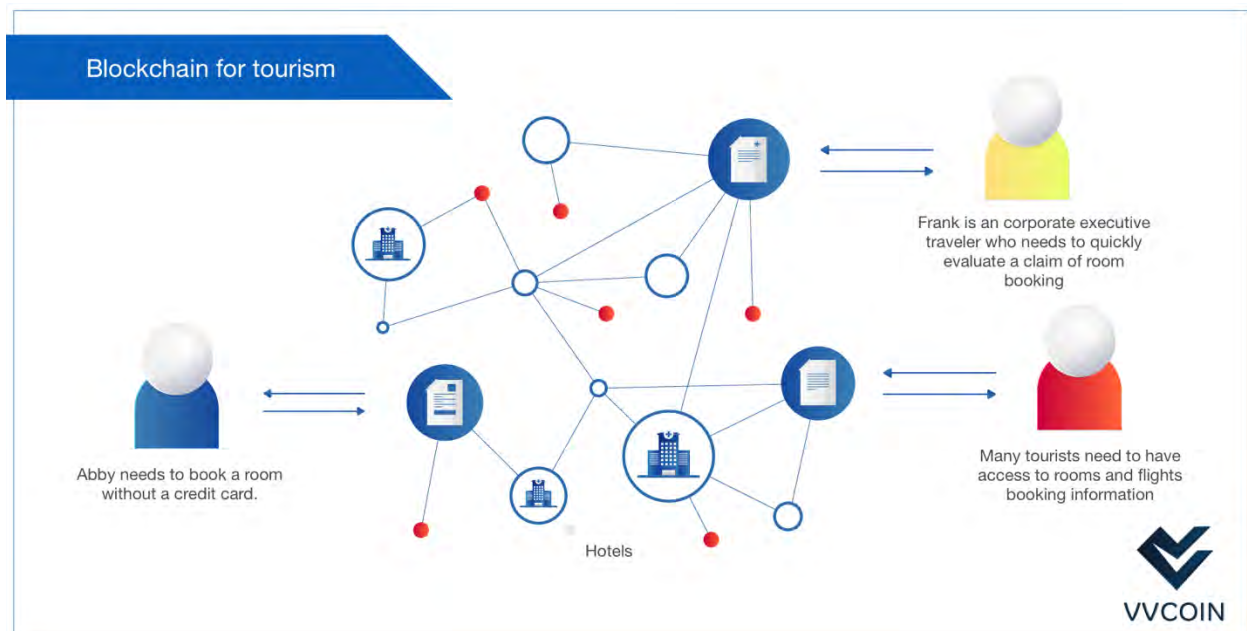 Blockchain for tourism
Frank is an corporate executive
traveler who needs to quickly
evaluate a claim of room
booking
Abby needs to book a room
without a credit card.
Many tourists need to have
access to rooms and flights
booking information
Hotels
VVCOIN